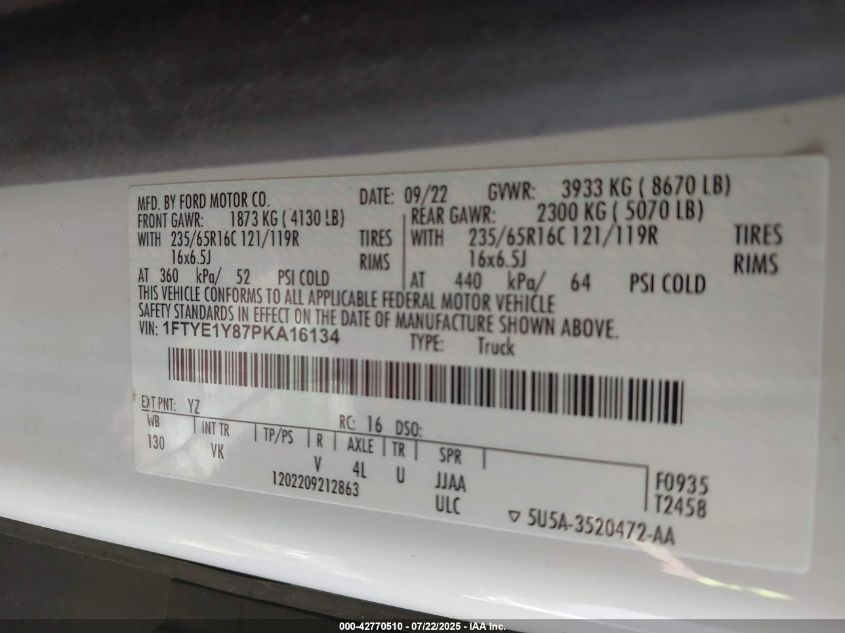 MFD. BY FORD MOTOR CO. DATE: 09/22 GVWR: 3933 KG ( 8670 LB)
FRONT GAWR: 1873 KG ( 4130 LB) REAR GAWR: 2300 KG ( 5070 LB)
WITH 235/65R16C 121/119R TIRES WITH 235/65R16C 121/119R TIRES
16x6.5J RIMS 16x6.5J RIMS
AT 360 kPa/ 52 PSI COLD AT 440 kPa/ 64 PSI COLD
THIS VEHICLE CONFORMS TO ALL APPLICABLE FEDERAL MOTOR VEHICLE
SAFETY STANDARDS IN EFFECT ON THE DATE OF MANUFACTURE SHOWN ABOVE.
VIN: 1FTYE1Y87PKA16134 TYPE: Truck
EXT PNT: YZ RC: 16 DSO:
WB INT TR TP/PS R AXLE TR SPR
130 VK V 4L U JJAA F0935
1202209212863 ULC T2458
5U5A-3520472-AA
000-42770510 - 07/22/2025 - IAA Inc.